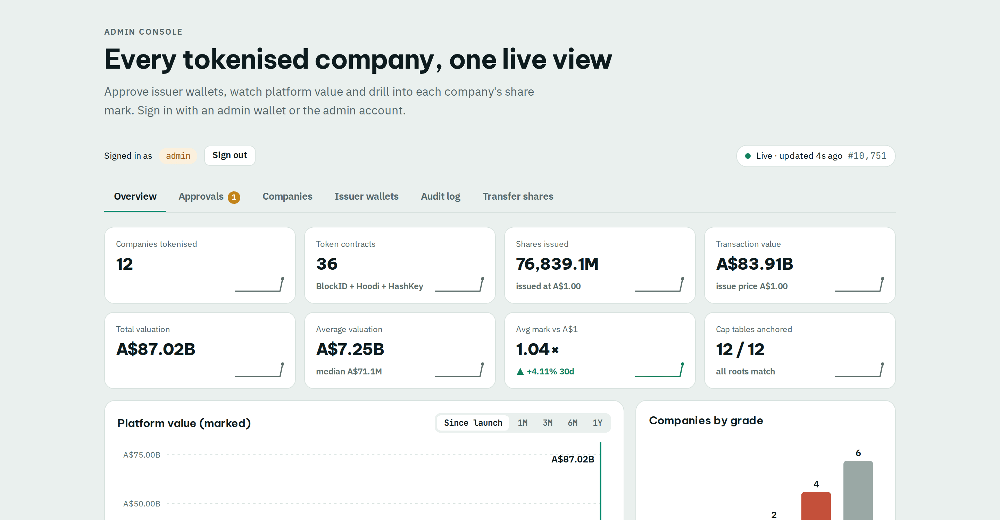 ADMIN CONSOLE
Every tokenised company, one live view
Approve issuer wallets, watch platform value and drill into each company's share
mark. Sign in with an admin wallet or the admin account.
Signed in as admin Sign out
Live · updated 4s ago #10,751
Overview Approvals 1 Companies Issuer wallets Audit log Transfer shares
Companies tokenised
12
Token contracts
36
BlockID + Hoodi + HashKey
Shares issued
76,839.1M
issued at A$1.00
Transaction value
A$83.91B
issue price A$1.00
Total valuation
A$87.02B
Average valuation
A$7.25B
median A$71.1M
Avg mark vs A$1
1.04×
▲ +4.11% 30d
Cap tables anchored
12 / 12
all roots match
Platform value (marked)
Since launch 1M 3M 6M 1Y
A$75.00B
A$87.02B
A$50.00B
Companies by grade
6
4
2